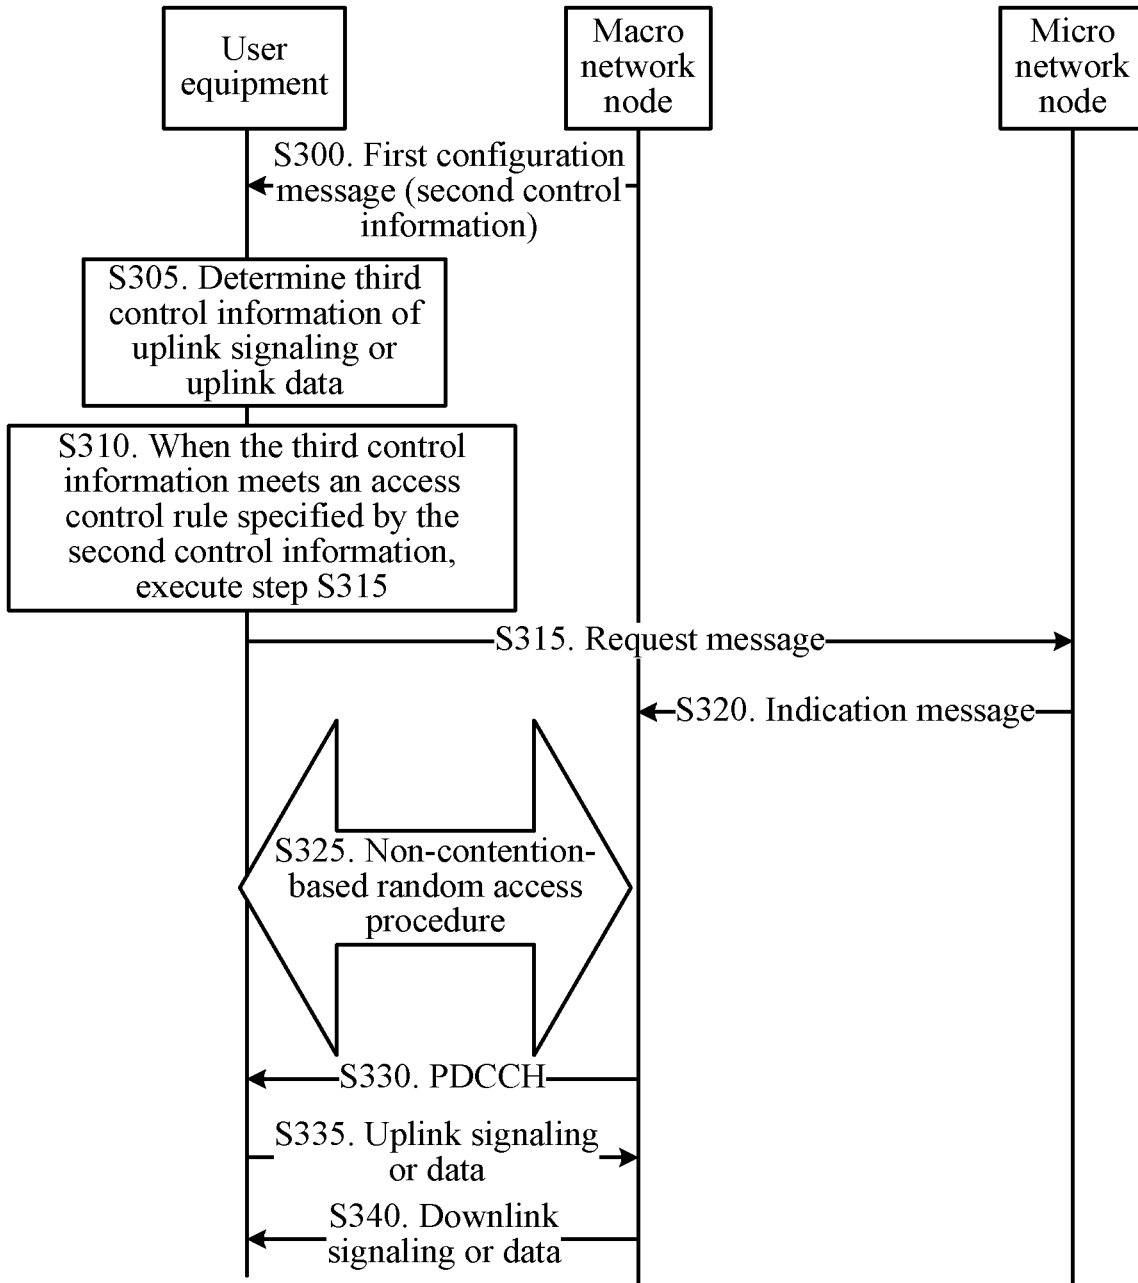 User
equipment
Macro
network
node
Micro
network
node
S300. First configuration
message (second control
information)
S305. Determine third
control information of
uplink signaling or
uplink data
S310. When the third control
information meets an access
control rule specified by the
second control information,
execute step S315
S315. Request message
S320. Indication message
S325. Non-contention-
based random access
procedure
S330. PDCCH
S335. Uplink signaling
or data
S340. Downlink
signaling or data